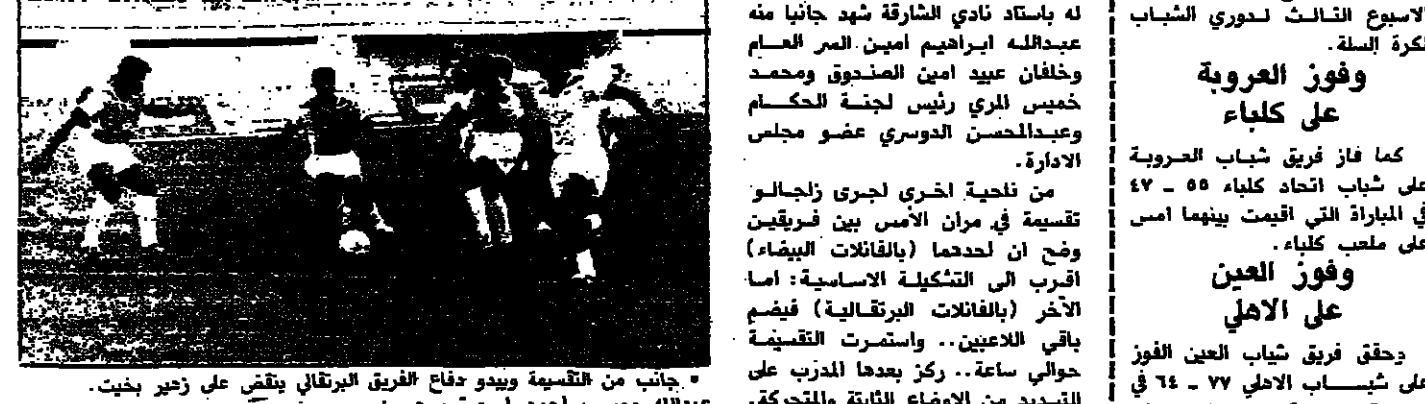 الاسبوع الثالث لدوري الشباب
لكرة السلة.
وفوز العروبة
على كلباء
كما فاز فريق شباب العروبة
على شباب اتحاد كلباء ٥٥ ـ ٤٧
في المباراة التي اقيمت بينهما امس
على ملعب كلباء.
وفوز العين
على الاهلي
وحقق فريق شباب العين الفوز
على شباب الاهلي ٧٧ ـ ٦٤ في
له باستاد نادي الشارقة شهد جانبا منه
عبدالله ابراهيم امين السر العام
وخلفان عبيد امين الصندوق ومحمد
خميس المري رئيس لجنة الحكام
وعبدالمحسن الدوسري عضو مجلس
الادارة.
من ناحية اخرى اجرى زاجالو
تقسيمة في مران الأمس بين فريقين
وضح ان احدهما (بالفانلات البيضاء)
اقرب الى التشكيلة الاساسية: اما
الآخر (بالفانلات البرتقالية) فيضم
باقي اللاعبين.. واستمرت التقسيمة
حوالي ساعة.. ركز بعدها المدرب على
التسديد من الاوضاع الثابتة والمتحركة.
• جانب من التقسيمة ويبدو دفاع الفريق البرتقالي ينقض على زهير بخيت.